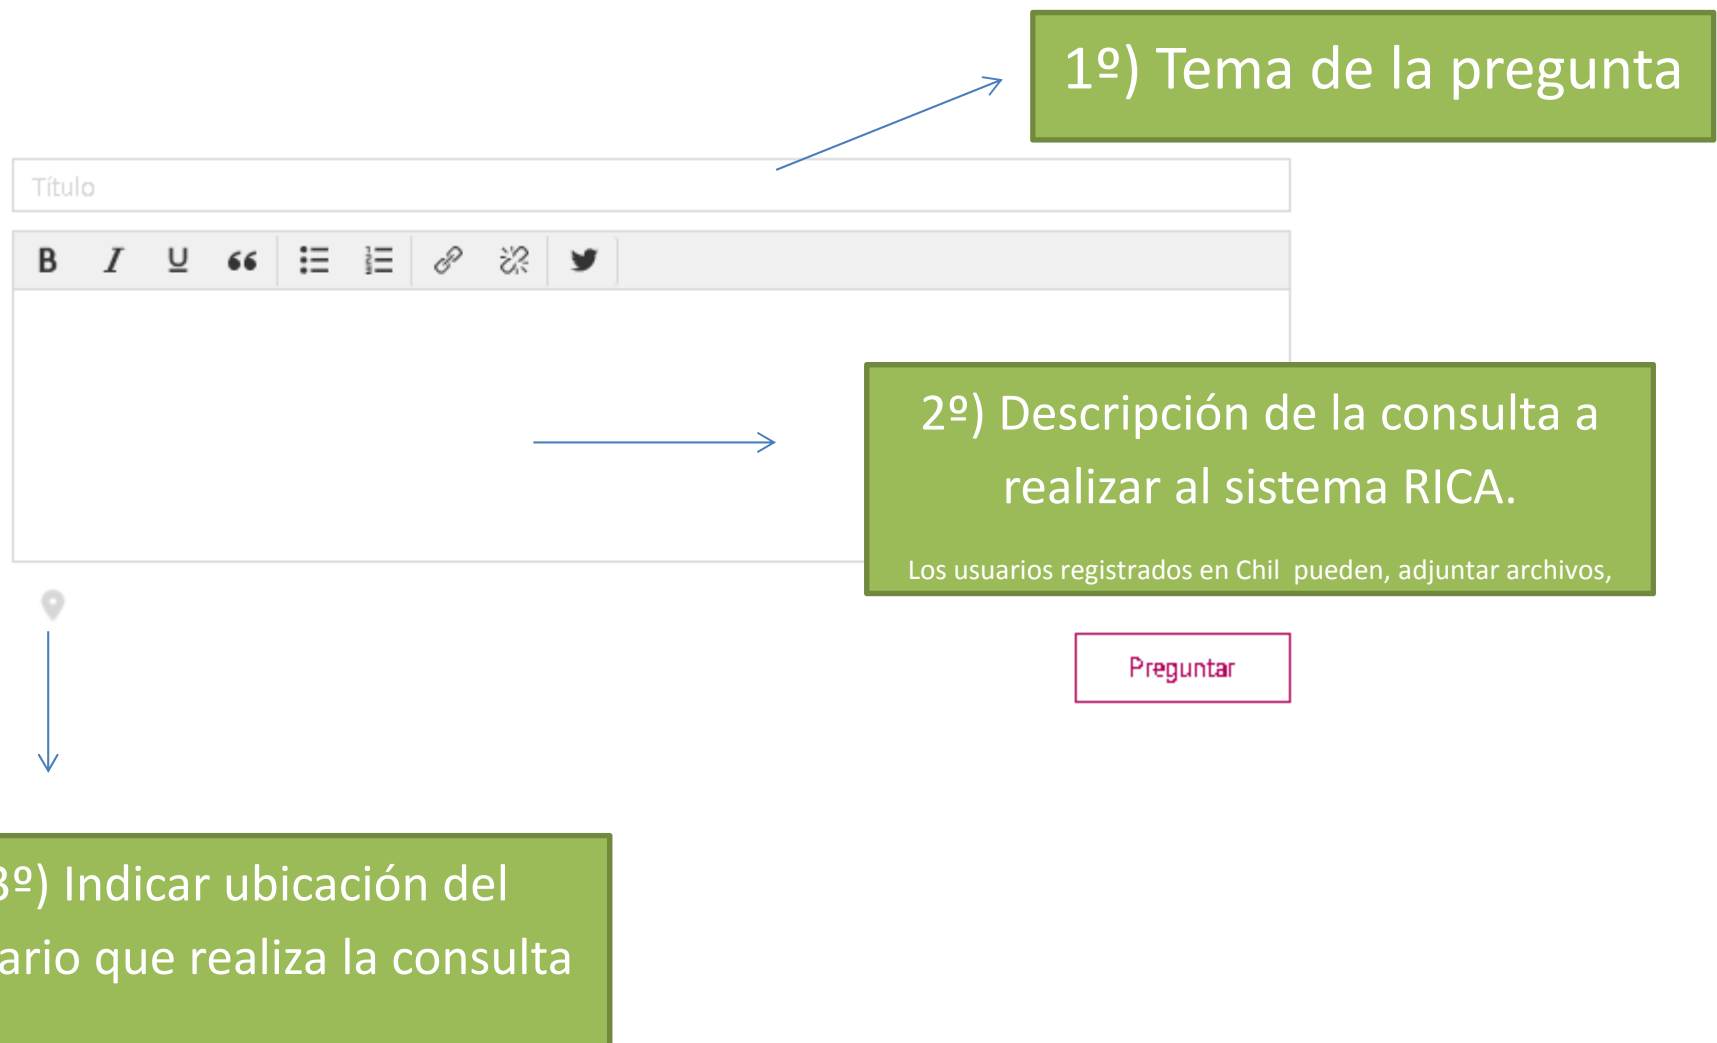 1º) Tema de la pregunta
Título
B I U
2º) Descripción de la consulta a
realizar al sistema RICA.
Los usuarios registrados en Chil pueden, adjuntar archivos,
Preguntar
3º) Indicar ubicación del
ario que realiza la consulta